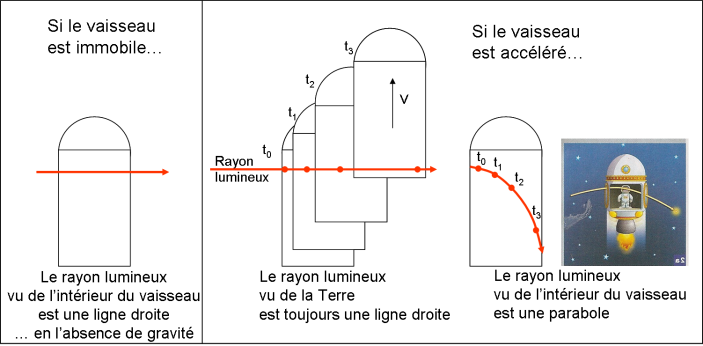 Si le vaisseau
est immobile…
Le rayon lumineux
vu de l'intérieur du vaisseau
est une ligne droite
… en l'absence de gravité
t0
t1
t2
t3
V
Rayon
lumineux
Le rayon lumineux
vu de la Terre
est toujours une ligne droite
Si le vaisseau
est accéléré…
t0
t1
t2
t3
Le rayon lumineux
vu de l'intérieur du vaisseau
est une parabole